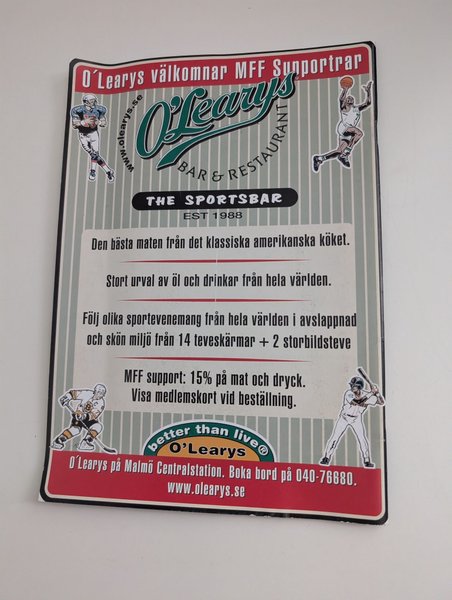 O´Learys välkomnar MFF Supportrar
www.olearys.se
O'Learys
BAR & RESTAURANT
THE SPORTSBAR
EST 1988
Den bästa maten från det klassiska amerikanska köket.
Stort urval av öl och drinkar från hela världen.
Följ olika sportevenemang från hela världen i avslappnad
och skön miljö från 14 teveskärmar + 2 storbildsteve
MFF support: 15% på mat och dryck.
Visa medlemskort vid beställning.
better than live®
O'Learys
O´Learys på Malmö Centralstation. Boka bord på 040-76680.
www.olearys.se